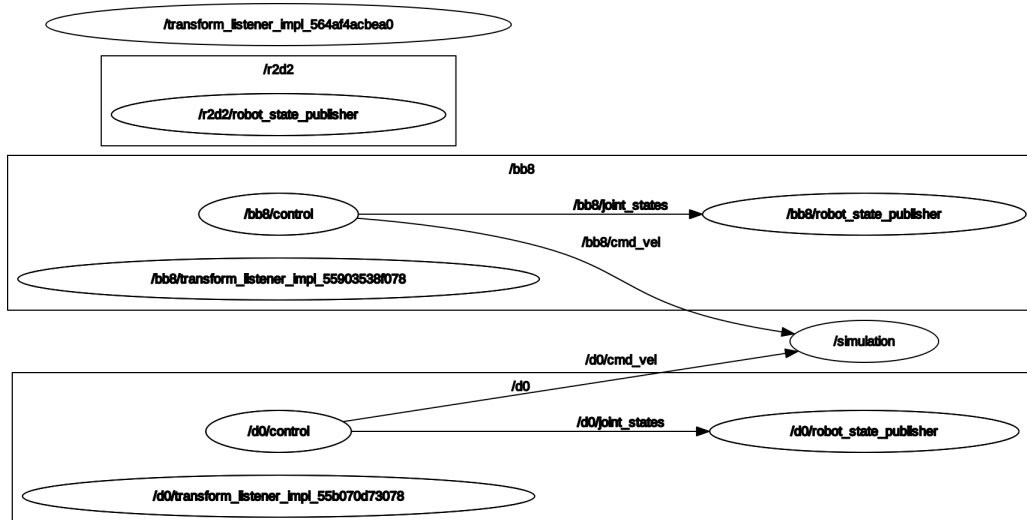 /transform_listener_impl_564af4acbea0
/r2d2
/r2d2/robot_state_publisher
/bb8
/bb8/control
/bb8/joint_states
/bb8/robot_state_publisher
/bb8/cmd_vel
/bb8/transform_listener_impl_55903538f078
/simulation
/d0/cmd_vel
/d0
/d0/control
/d0/joint_states
/d0/robot_state_publisher
/d0/transform_listener_impl_55b070d73078